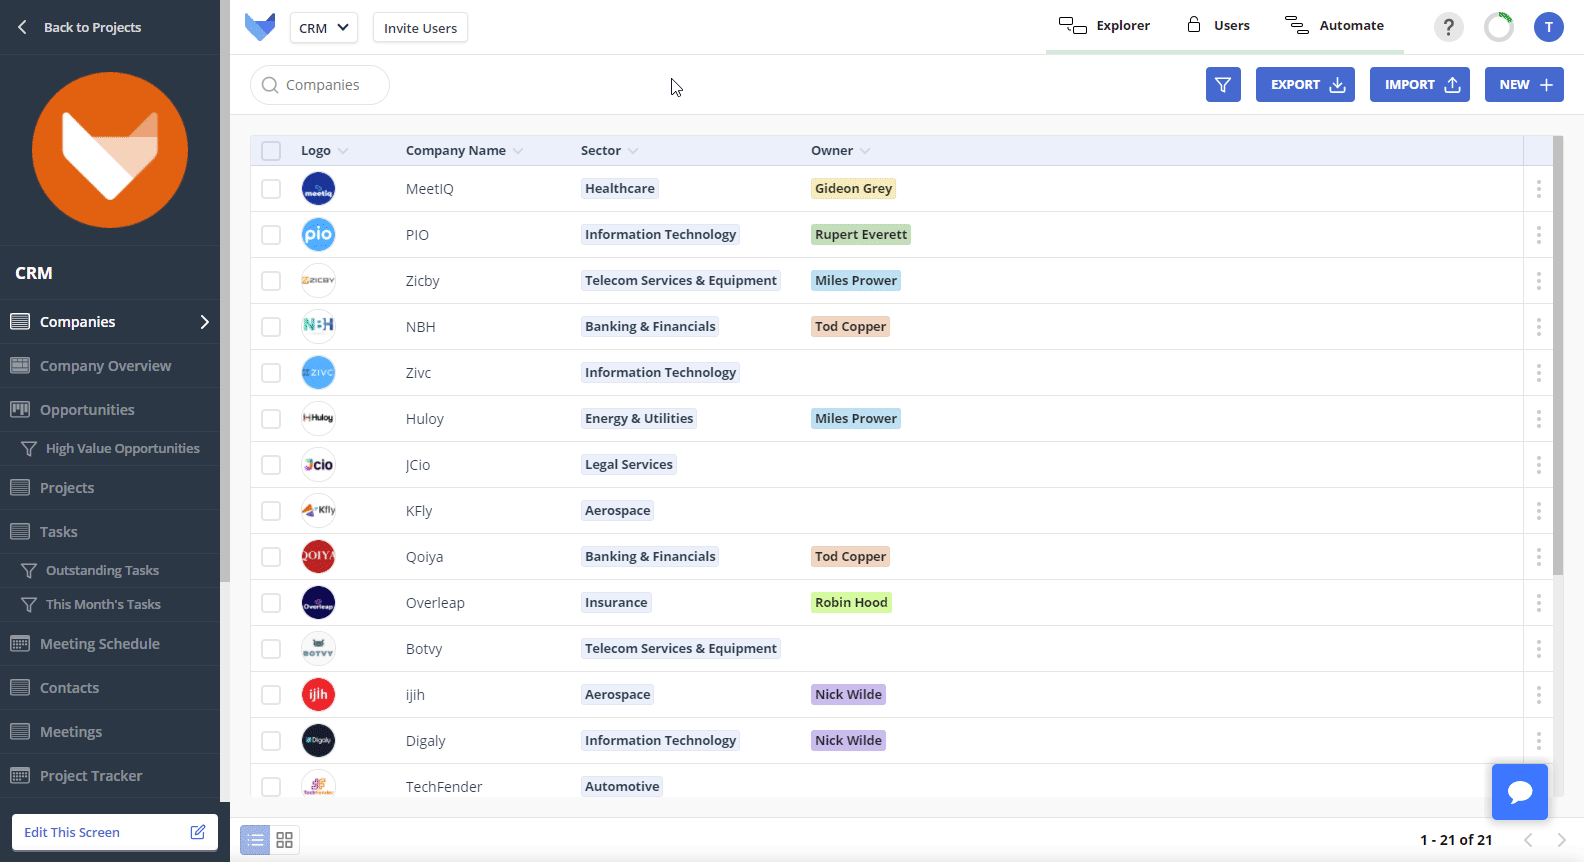 Back to Projects
CRM
Invite Users
Explorer
Users
Automate
?
T
Companies
EXPORT
IMPORT
NEW
CRM
Companies
Company Overview
Opportunities
High Value Opportunities
Projects
Tasks
Outstanding Tasks
This Month's Tasks
Meeting Schedule
Contacts
Meetings
Project Tracker
Edit This Screen
Logo Company Name Sector Owner
meetiq MeetIQ Healthcare Gideon Grey
pio PIO Information Technology Rupert Everett
ZICBY Zicby Telecom Services & Equipment Miles Prower
NBH NBH Banking & Financials Tod Copper
ZIVC Zivc Information Technology
Huloy Huloy Energy & Utilities Miles Prower
Jcio JCio Legal Services
Kfly KFly Aerospace
QOIYA Qoiya Banking & Financials Tod Copper
Overleap Overleap Insurance Robin Hood
BOTVY Botvy Telecom Services & Equipment
ijih ijih Aerospace Nick Wilde
Digaly Digaly Information Technology Nick Wilde
TechFender TechFender Automotive
1 - 21 of 21